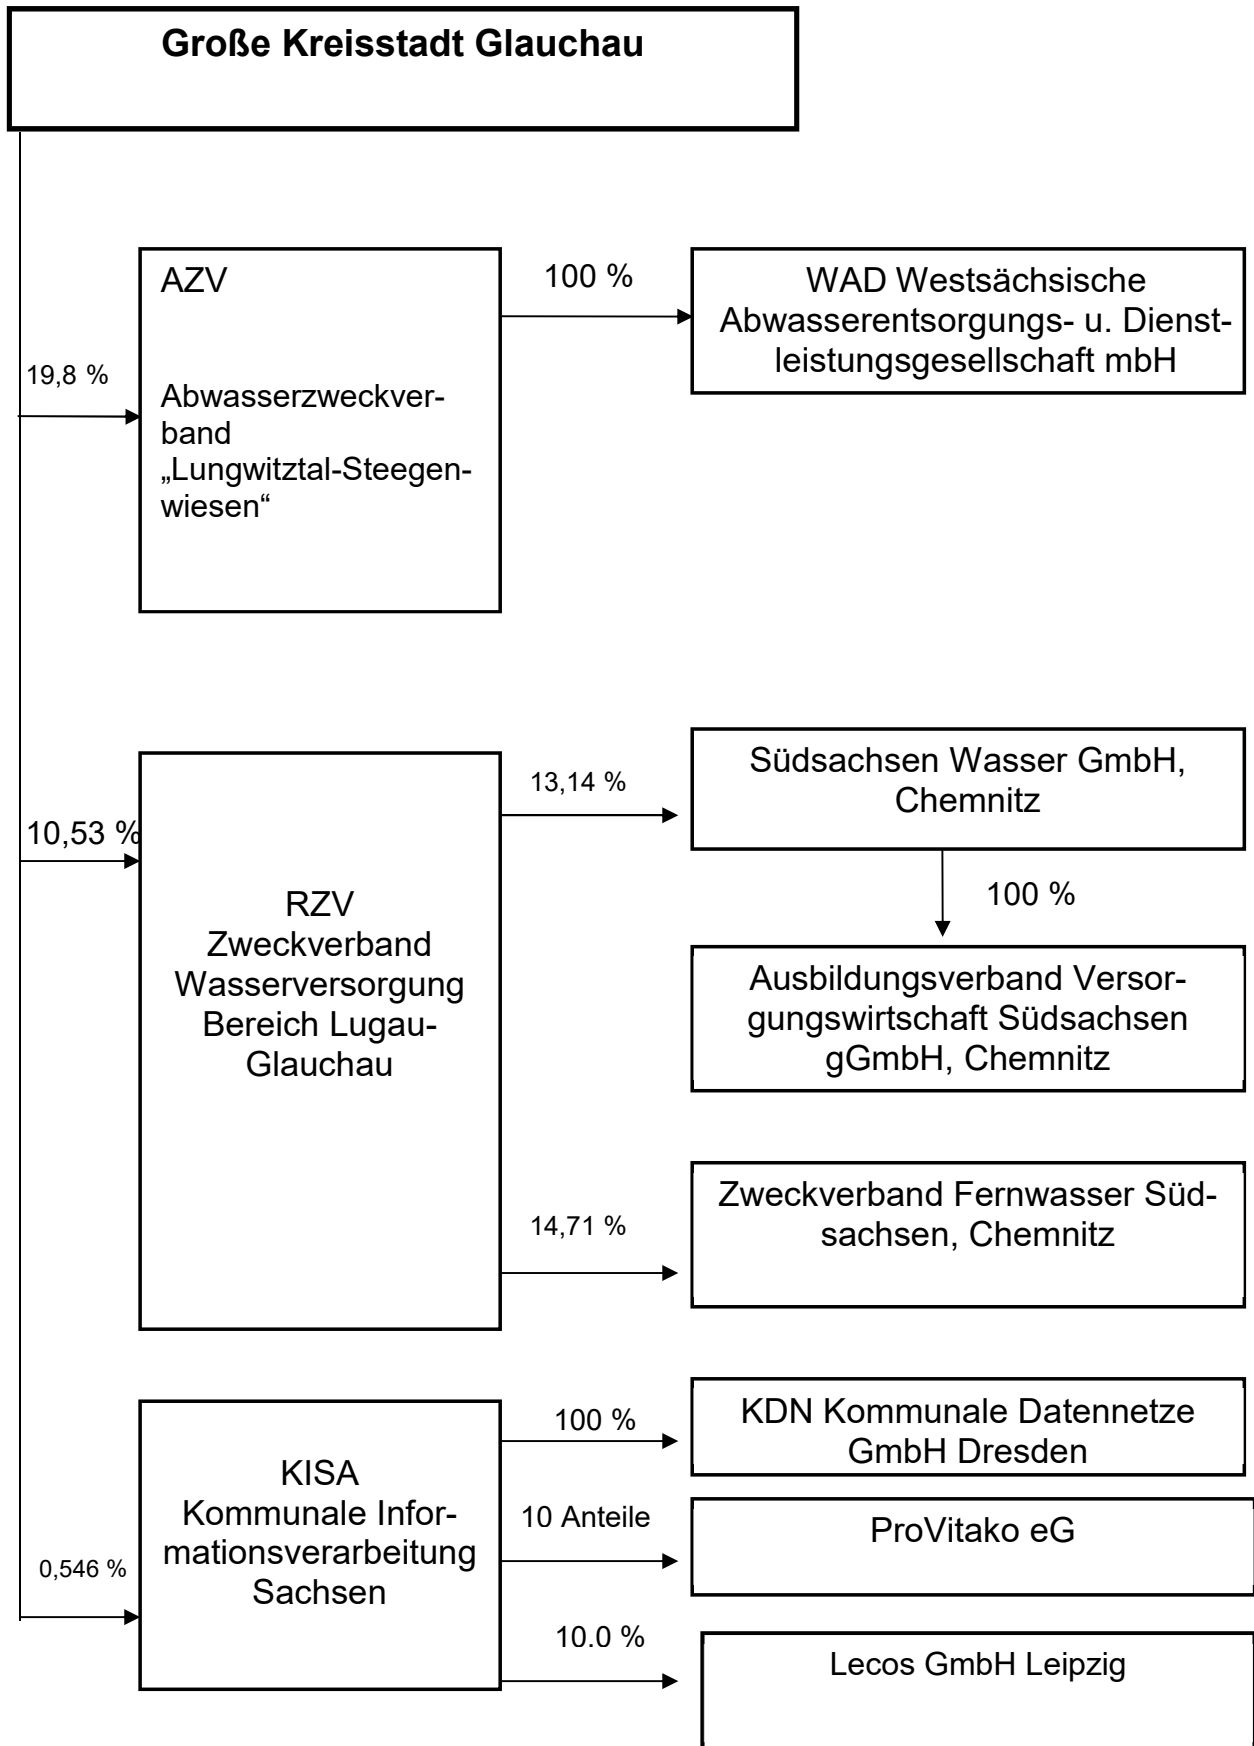 Große Kreisstadt Glauchau
AZV
100 %
WAD Westsächsische
Abwasserentsorgungs- u. Dienst-
leistungsgesellschaft mbH
19,8 %
Abwasserzweckver-
band
„Lungwitztal-Steegen-
wiesen“
10,53 %
RZV
Zweckverband
Wasserversorgung
Bereich Lugau-
Glauchau
13,14 %
Südsachsen Wasser GmbH,
Chemnitz
100 %
Ausbildungsverband Versor-
gungswirtschaft Südsachsen
gGmbH, Chemnitz
14,71 %
Zweckverband Fernwasser Süd-
sachsen, Chemnitz
0,546 %
KISA
Kommunale Infor-
mationsverarbeitung
Sachsen
100 %
KDN Kommunale Datennetze
GmbH Dresden
10 Anteile
ProVitako eG
10.0 %
Lecos GmbH Leipzig